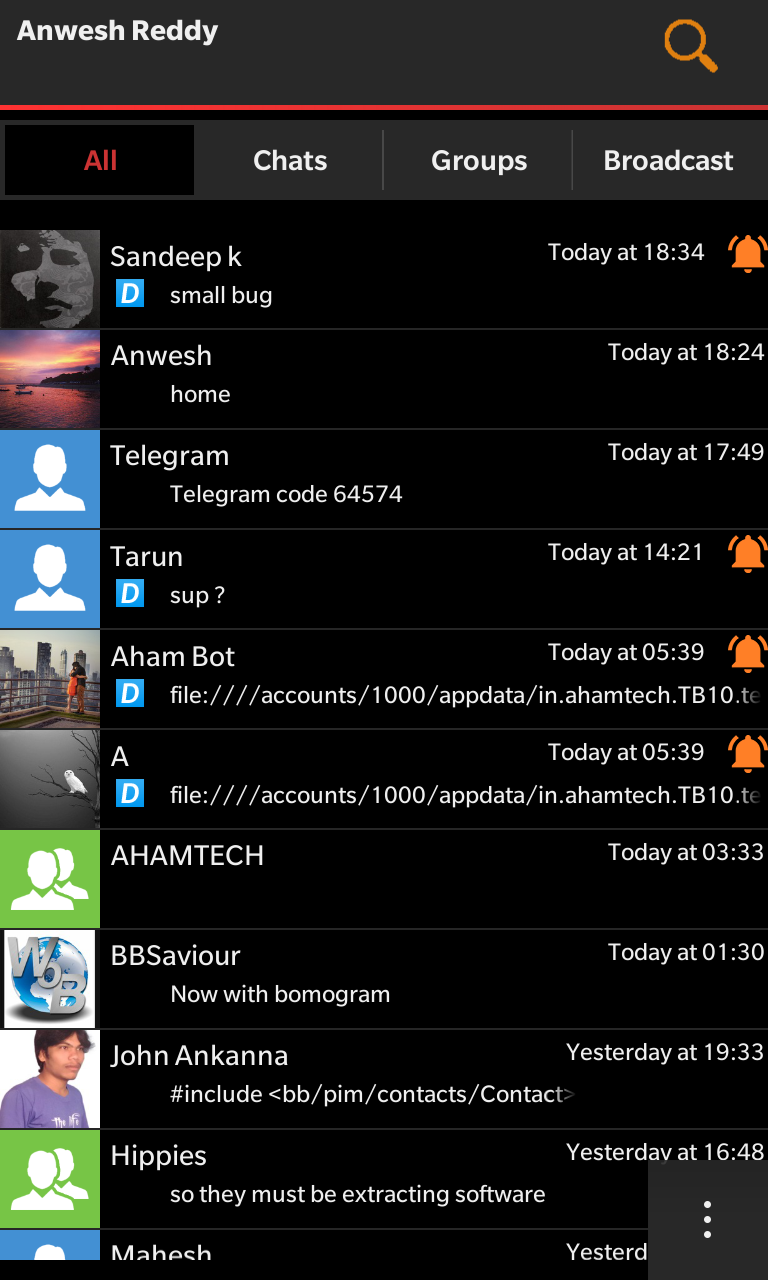 Anwesh Reddy
All Chats Groups Broadcast
Sandeep k Today at 18:34
D small bug
Anwesh Today at 18:24
home
Telegram Today at 17:49
Telegram code 64574
Tarun Today at 14:21
D sup ?
Aham Bot Today at 05:39
D file:////accounts/1000/appdata/in.ahamtech.TB10.te
A Today at 05:39
D file:////accounts/1000/appdata/in.ahamtech.TB10.te
AHAMTECH Today at 03:33
BBSaviour Today at 01:30
WoB
Now with bomogram
John Ankanna Yesterday at 19:33
#include <bb/pim/contacts/Contact>
Hippies Yesterday at 16:48
so they must be extracting software
Mahesh Yesterd